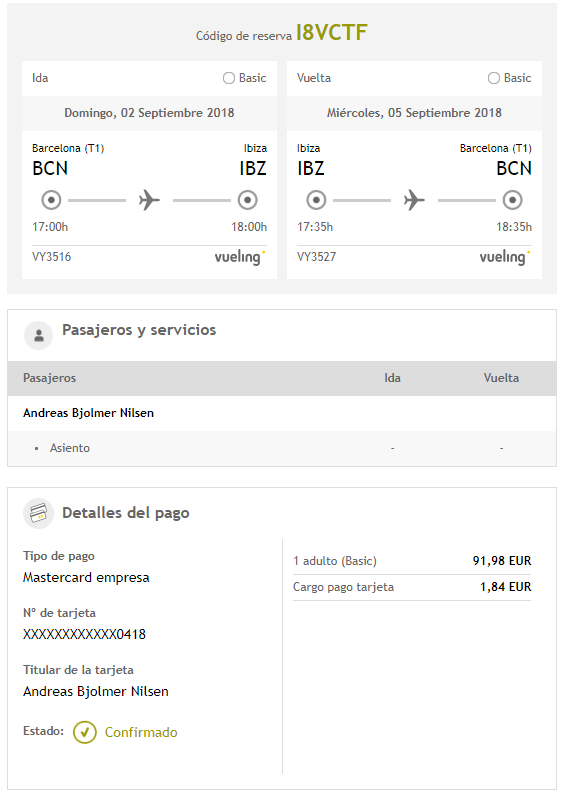 Código de reserva I8VCTF
Ida Basic
Domingo, 02 Septiembre 2018
Barcelona (T1) Ibiza
BCN IBZ
17:00h 18:00h
VY3516 vueling
Vuelta Basic
Miércoles, 05 Septiembre 2018
Ibiza Barcelona (T1)
IBZ BCN
17:35h 18:35h
VY3527 vueling
Pasajeros y servicios
Pasajeros Ida Vuelta
Andreas Bjolmer Nilsen
• Asiento - -
Detalles del pago
Tipo de pago
Mastercard empresa
Nº de tarjeta
XXXXXXXXXXXX0418
Titular de la tarjeta
Andreas Bjolmer Nilsen
Estado: Confirmado
1 adulto (Basic) 91,98 EUR
Cargo pago tarjeta 1,84 EUR